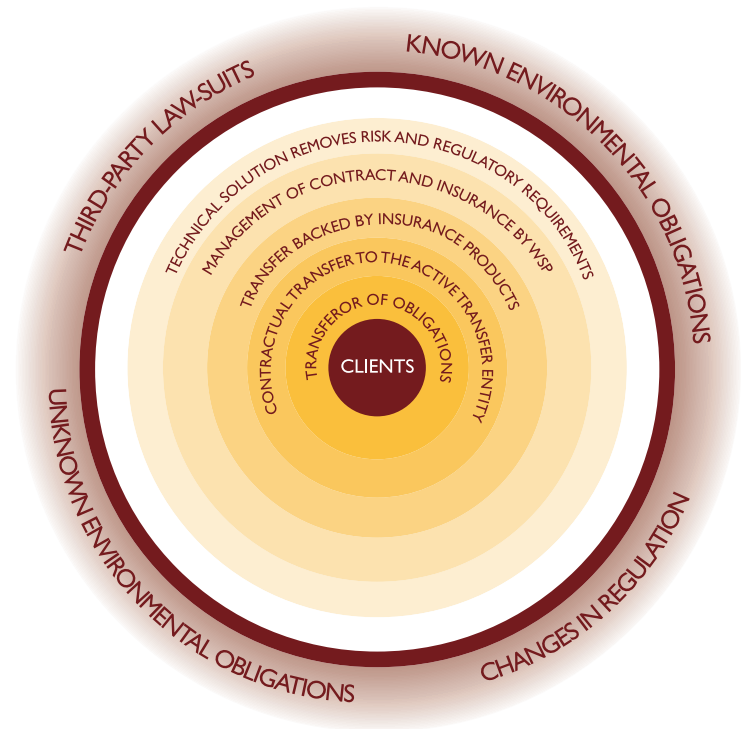 THIRD-PARTY LAW-SUITS
KNOWN ENVIRONMENTAL OBLIGATIONS
TECHNICAL SOLUTION REMOVES RISK AND REGULATORY REQUIREMENTS
MANAGEMENT OF CONTRACT AND INSURANCE BY WSP
TRANSFER BACKED BY INSURANCE PRODUCTS
CONTRACTUAL TRANSFER TO THE ACTIVE TRANSFER ENTITY
TRANSFEROR OF OBLIGATIONS
CLIENTS
UNKNOWN ENVIRONMENTAL OBLIGATIONS
CHANGES IN REGULATION